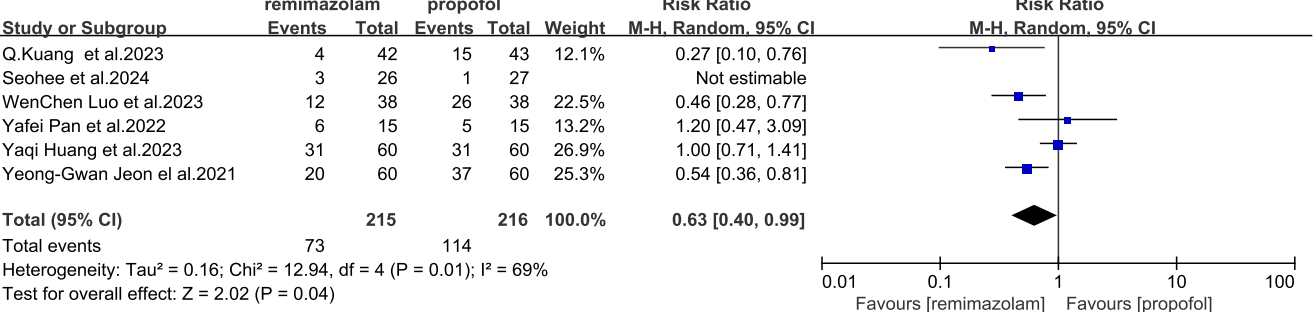 remimazolam propofol Risk Ratio Risk Ratio
Study or Subgroup Events Total Events Total Weight M-H, Random, 95% CI M-H, Random, 95% CI
Q.Kuang et al.2023 4 42 15 43 12.1% 0.27 [0.10, 0.76]
Seohee et al.2024 3 26 1 27 Not estimable
WenChen Luo et al.2023 12 38 26 38 22.5% 0.46 [0.28, 0.77]
Yafei Pan et al.2022 6 15 5 15 13.2% 1.20 [0.47, 3.09]
Yaqi Huang et al.2023 31 60 31 60 26.9% 1.00 [0.71, 1.41]
Yeong-Gwan Jeon el al.2021 20 60 37 60 25.3% 0.54 [0.36, 0.81]
Total (95% CI) 215 216 100.0% 0.63 [0.40, 0.99]
Total events 73 114
Heterogeneity: Tau² = 0.16; Chi² = 12.94, df = 4 (P = 0.01); I² = 69%
Test for overall effect: Z = 2.02 (P = 0.04)
0.01 0.1 1 10 100
Favours [remimazolam] Favours [propofol]